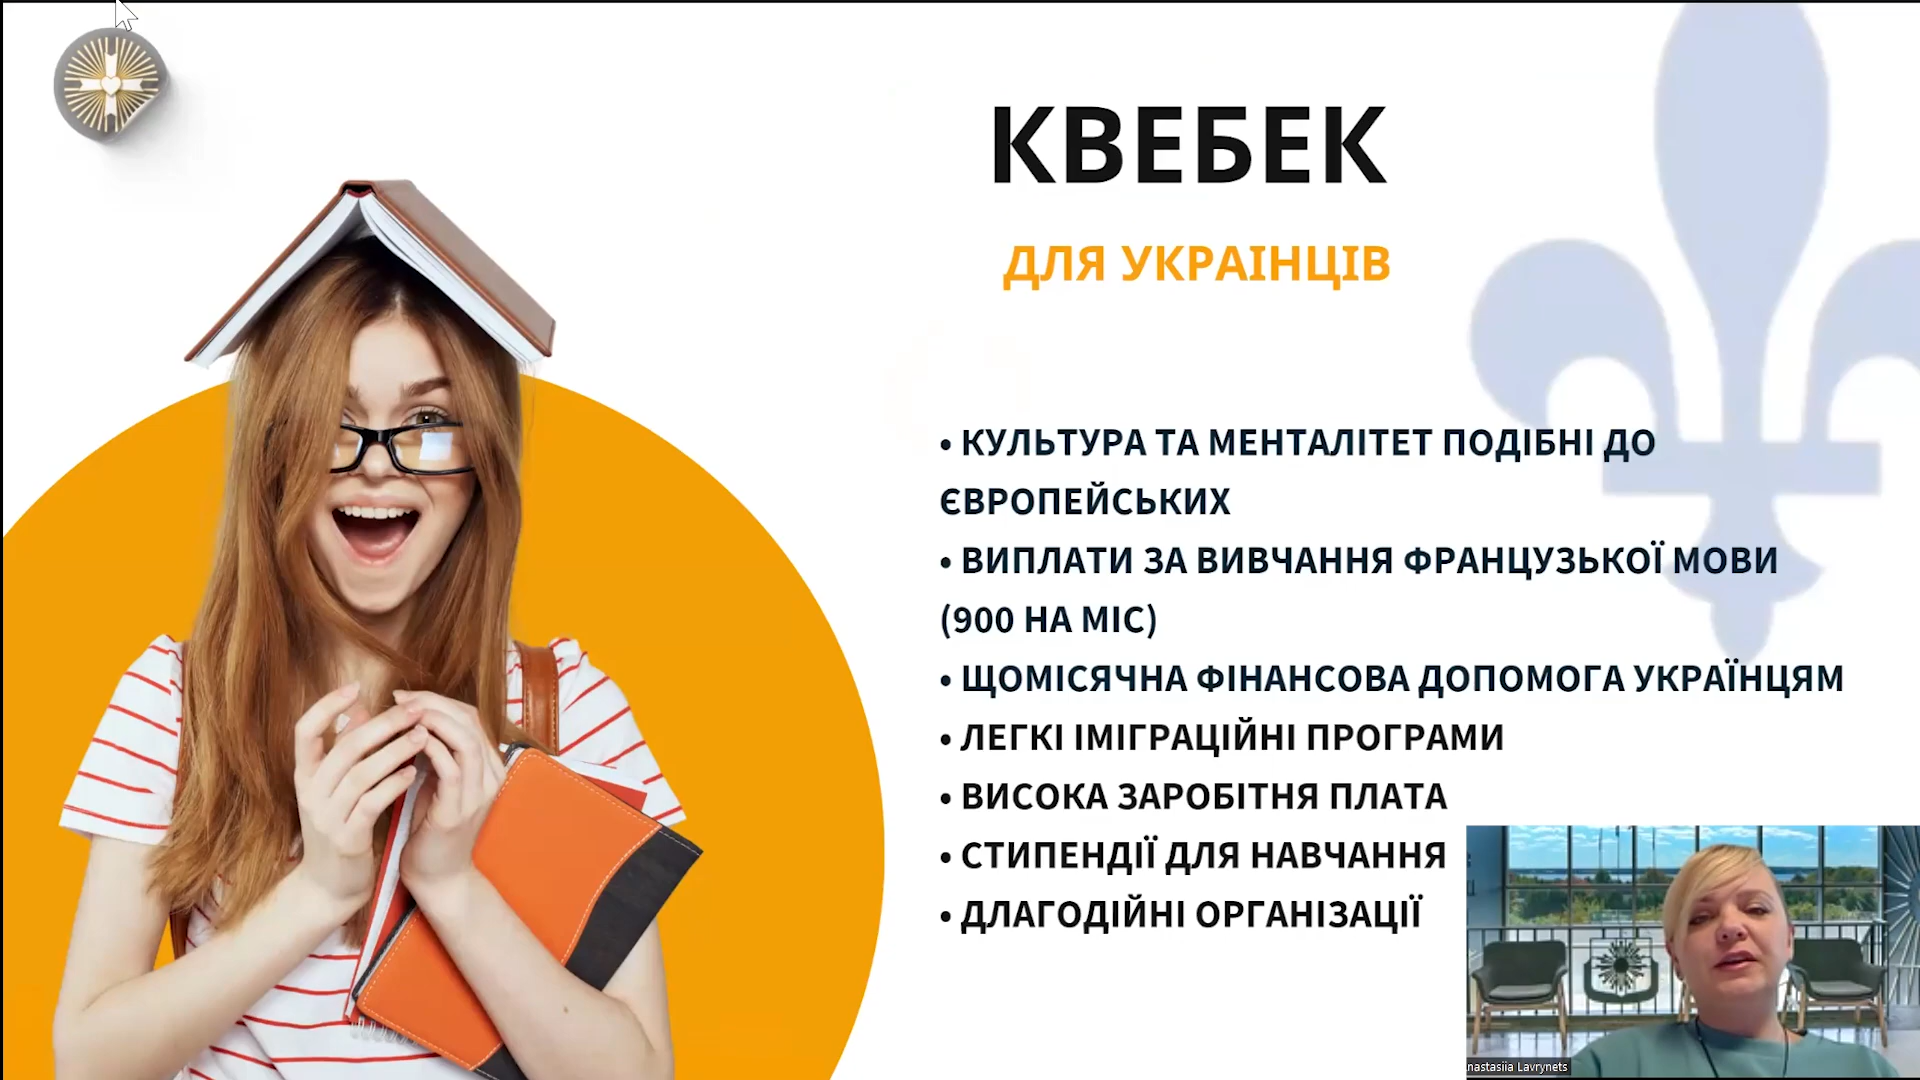 КВЕБЕК
ДЛЯ УКРАІНЦІВ
• КУЛЬТУРА ТА МЕНТАЛІТЕТ ПОДІБНІ ДО
ЄВРОПЕЙСЬКИХ
• ВИПЛАТИ ЗА ВИВЧАННЯ ФРАНЦУЗЬКОЇ МОВИ
(900 НА МІС)
• ЩОМІСЯЧНА ФІНАНСОВА ДОПОМОГА УКРАЇНЦЯМ
• ЛЕГКІ ІМІГРАЦІЙНІ ПРОГРАМИ
• ВИСОКА ЗАРОБІТНЯ ПЛАТА
• СТИПЕНДІЇ ДЛЯ НАВЧАННЯ
• ДЛАГОДІЙНІ ОРГАНІЗАЦІЇ
nastasiia Lavrynets